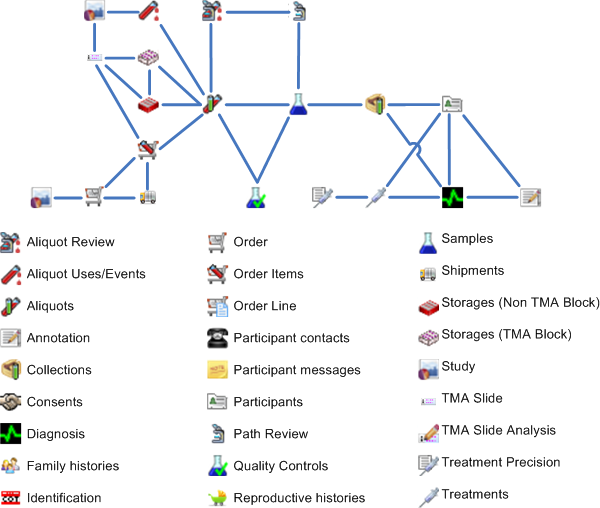 Aliquot Review
Aliquot Uses/Events
Aliquots
Annotation
Collections
Consents
Diagnosis
Family histories
Identification
Order
Order Items
Order Line
Participant contacts
Participant messages
Participants
Path Review
Quality Controls
Reproductive histories
Samples
Shipments
Storages (Non TMA Block)
Storages (TMA Block)
Study
TMA Slide
TMA Slide Analysis
Treatment Precision
Treatments